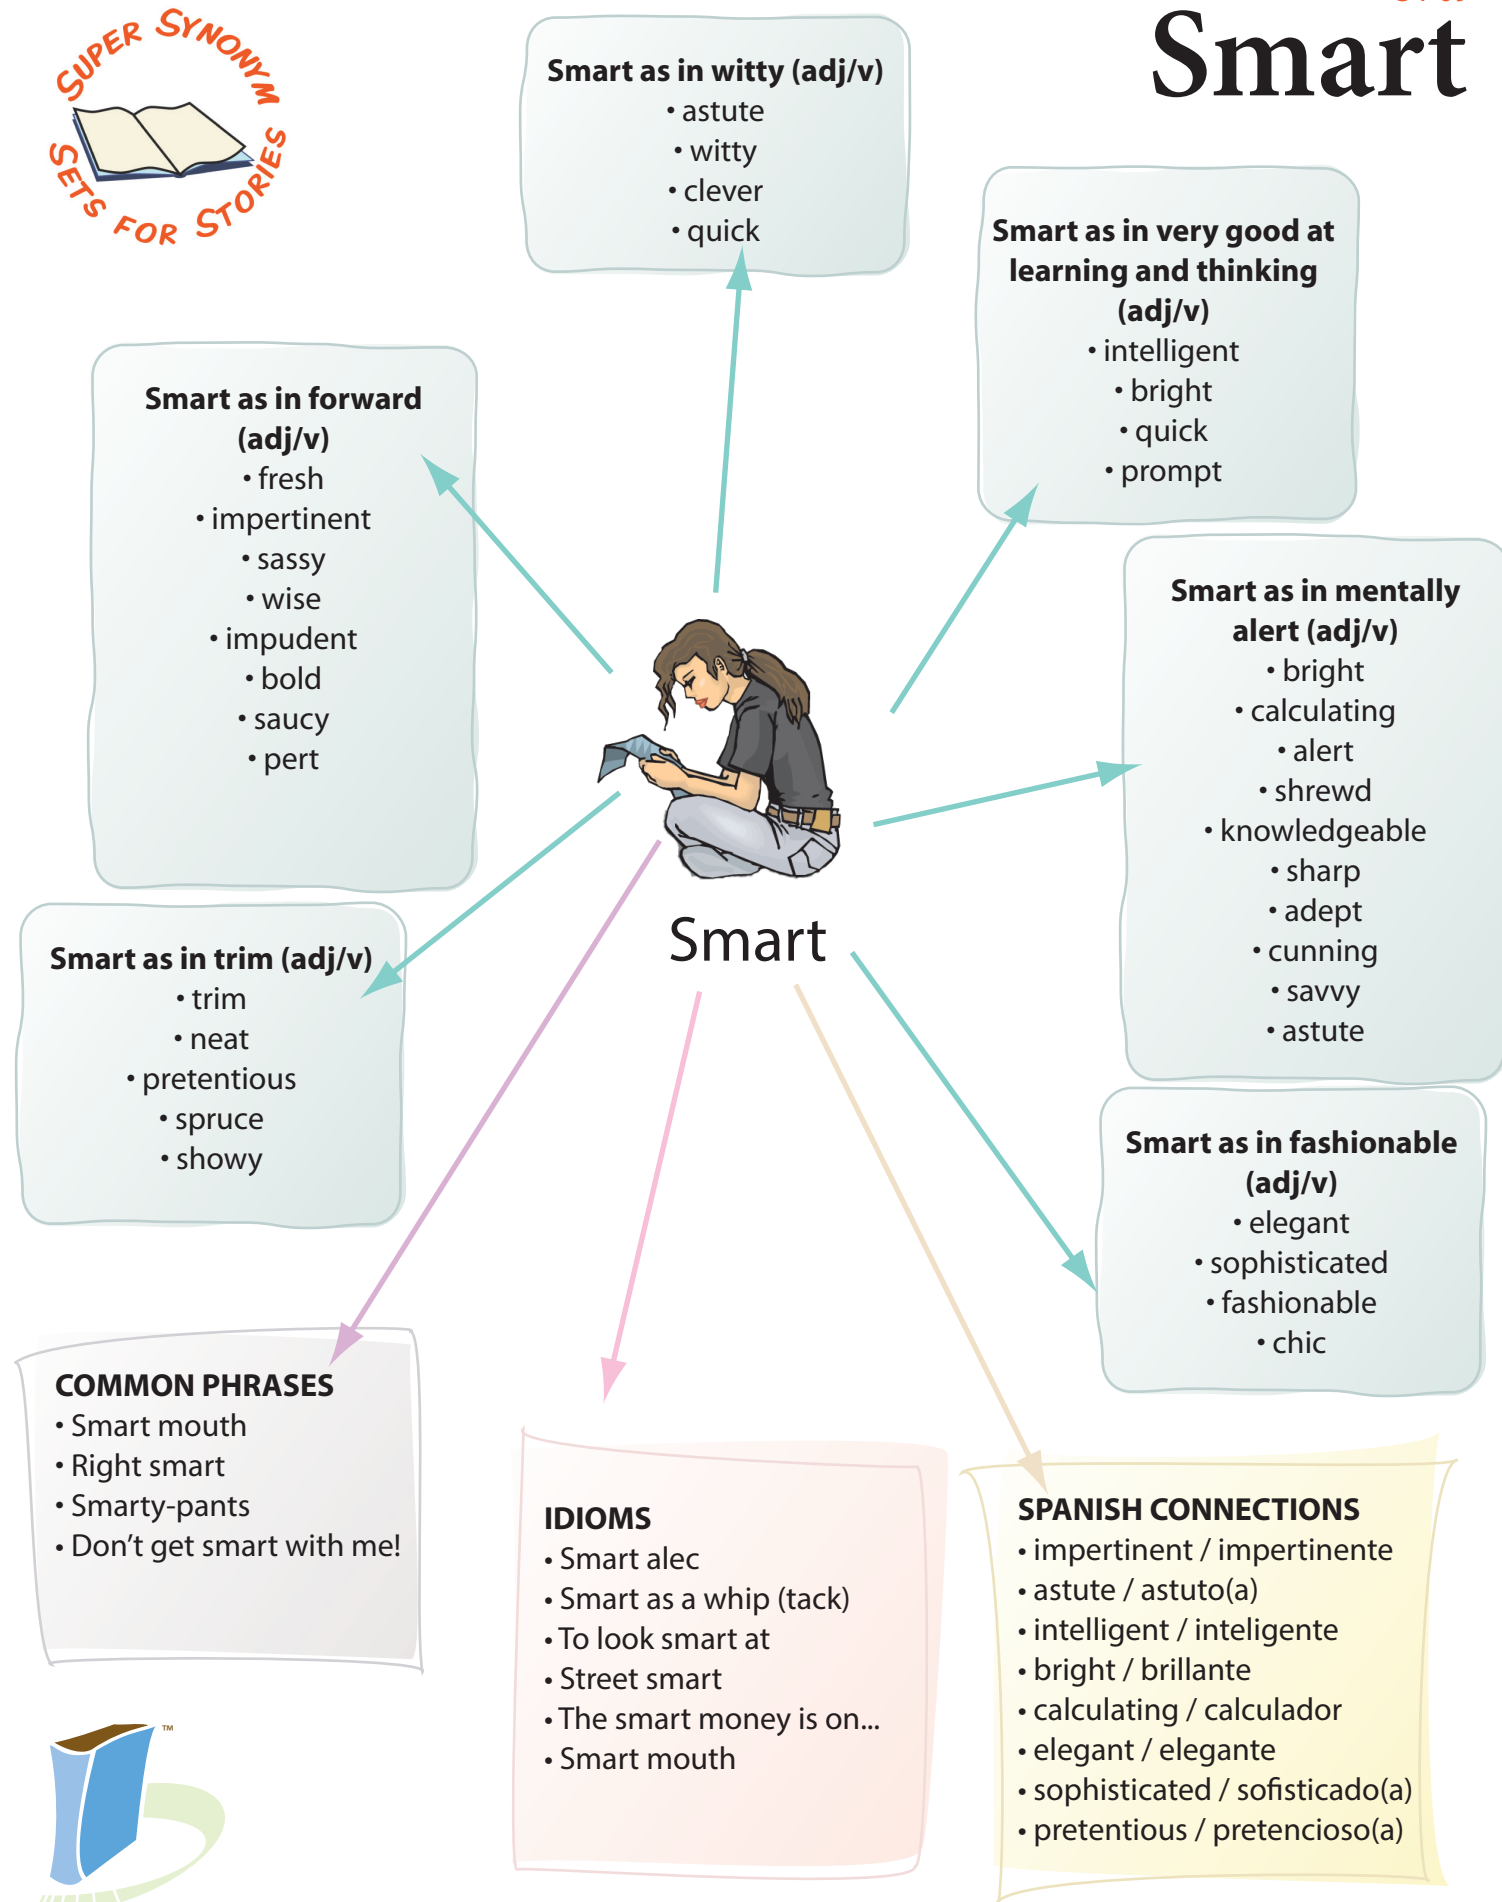 SUPER SYNONYM
SETS FOR STORIES
Smart
Smart as in witty (adj/v)
• astute
• witty
• clever
• quick
Smart as in very good at
learning and thinking
(adj/v)
• intelligent
• bright
• quick
• prompt
Smart as in forward
(adj/v)
• fresh
• impertinent
• sassy
• wise
• impudent
• bold
• saucy
• pert
Smart as in mentally
alert (adj/v)
• bright
• calculating
• alert
• shrewd
• knowledgeable
• sharp
• adept
• cunning
• savvy
• astute
Smart
Smart as in trim (adj/v)
• trim
• neat
• pretentious
• spruce
• showy
Smart as in fashionable
(adj/v)
• elegant
• sophisticated
• fashionable
• chic
COMMON PHRASES
• Smart mouth
• Right smart
• Smarty-pants
• Don't get smart with me!
IDIOMS
• Smart alec
• Smart as a whip (tack)
• To look smart at
• Street smart
• The smart money is on...
• Smart mouth
SPANISH CONNECTIONS
• impertinent / impertinente
• astute / astuto(a)
• intelligent / inteligente
• bright / brillante
• calculating / calculador
• elegant / elegante
• sophisticated / sofisticado(a)
• pretentious / pretencioso(a)
™